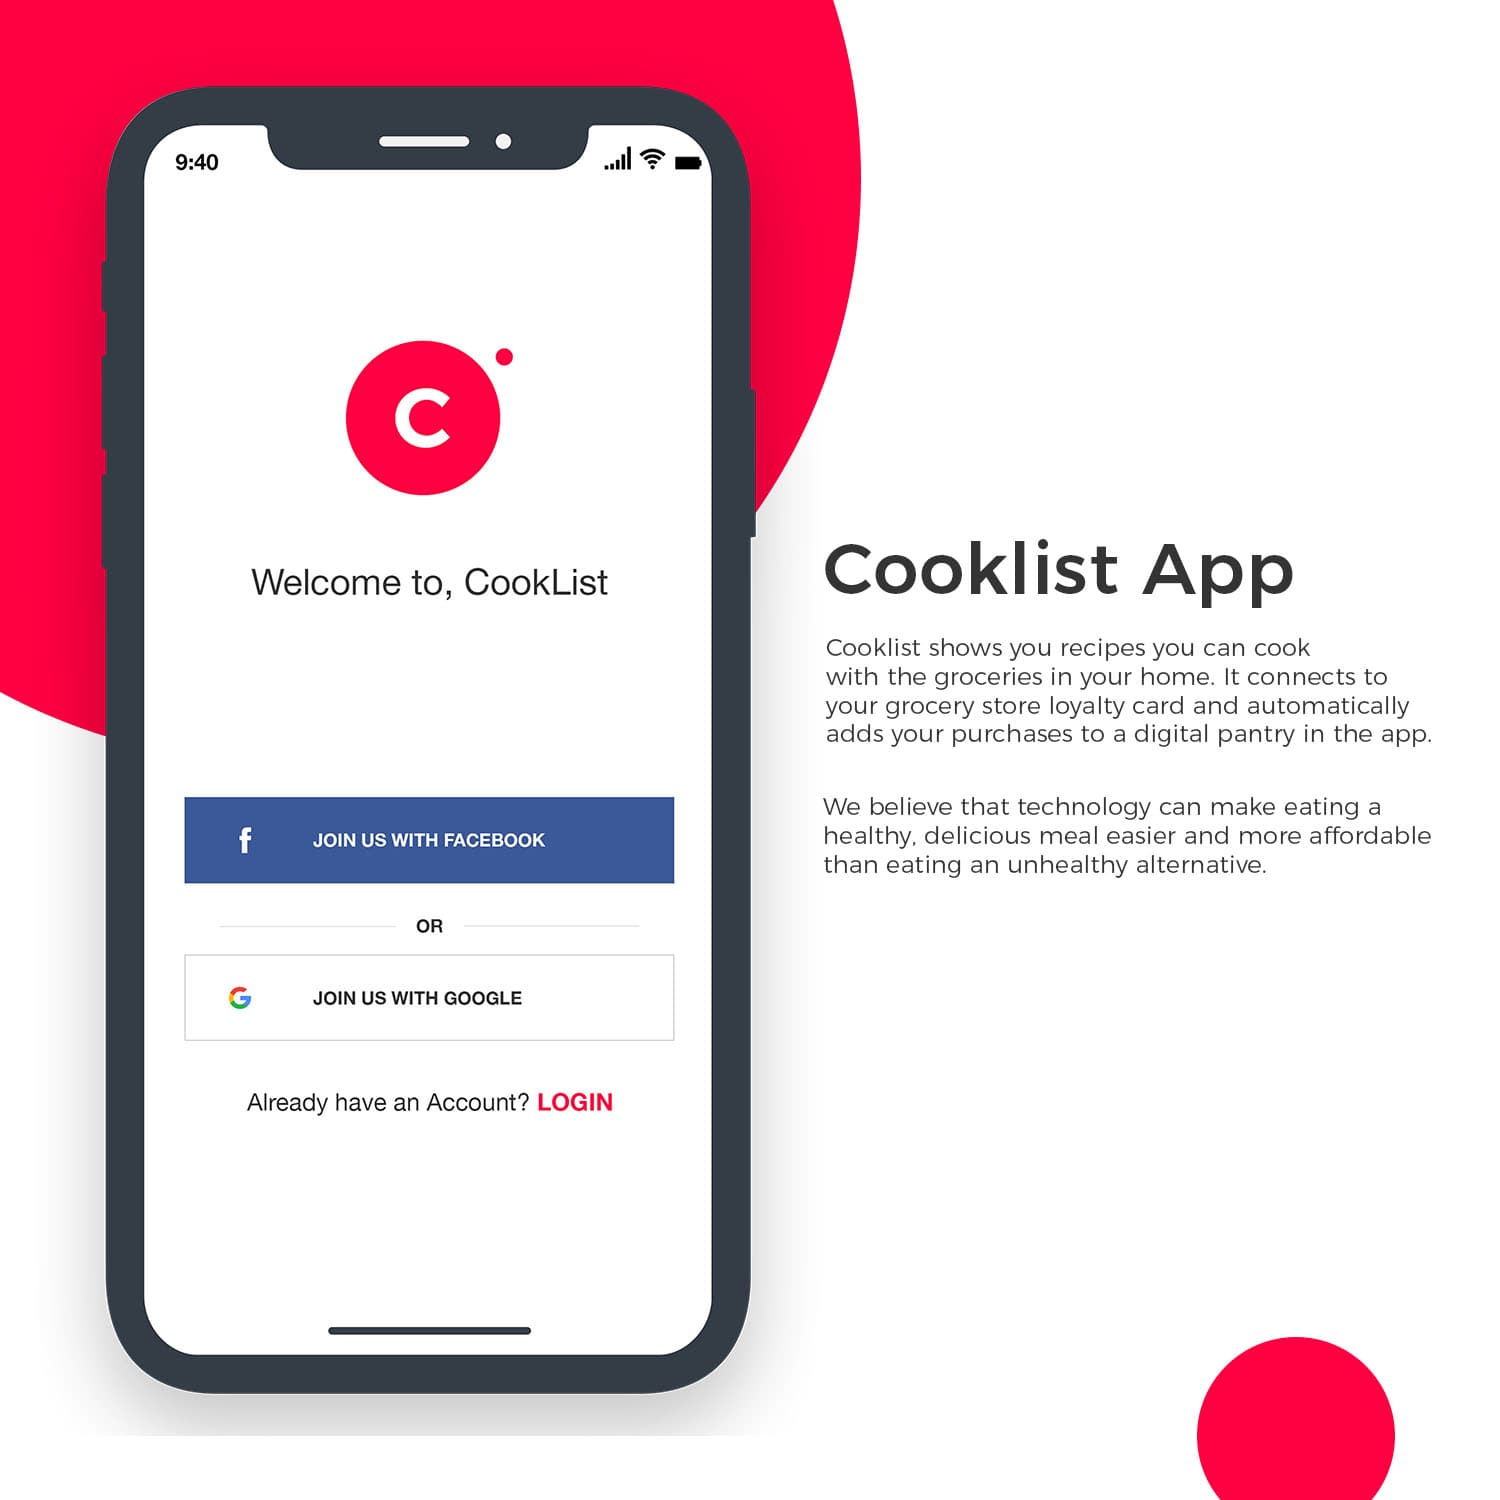 9:40
C
Welcome to, CookList
f JOIN US WITH FACEBOOK
OR
G JOIN US WITH GOOGLE
Already have an Account? LOGIN
Cooklist App
Cooklist shows you recipes you can cook
with the groceries in your home. It connects to
your grocery store loyalty card and automatically
adds your purchases to a digital pantry in the app.
We believe that technology can make eating a
healthy, delicious meal easier and more affordable
than eating an unhealthy alternative.